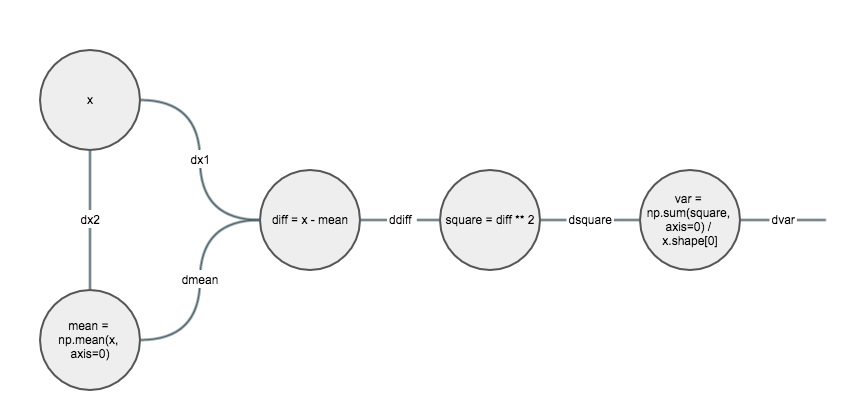 x
dx1
dx2
diff = x - mean
ddiff
square = diff ** 2
dsquare
var =
np.sum(square,
axis=0) /
x.shape[0]
dvar
dmean
mean =
np.mean(x,
axis=0)